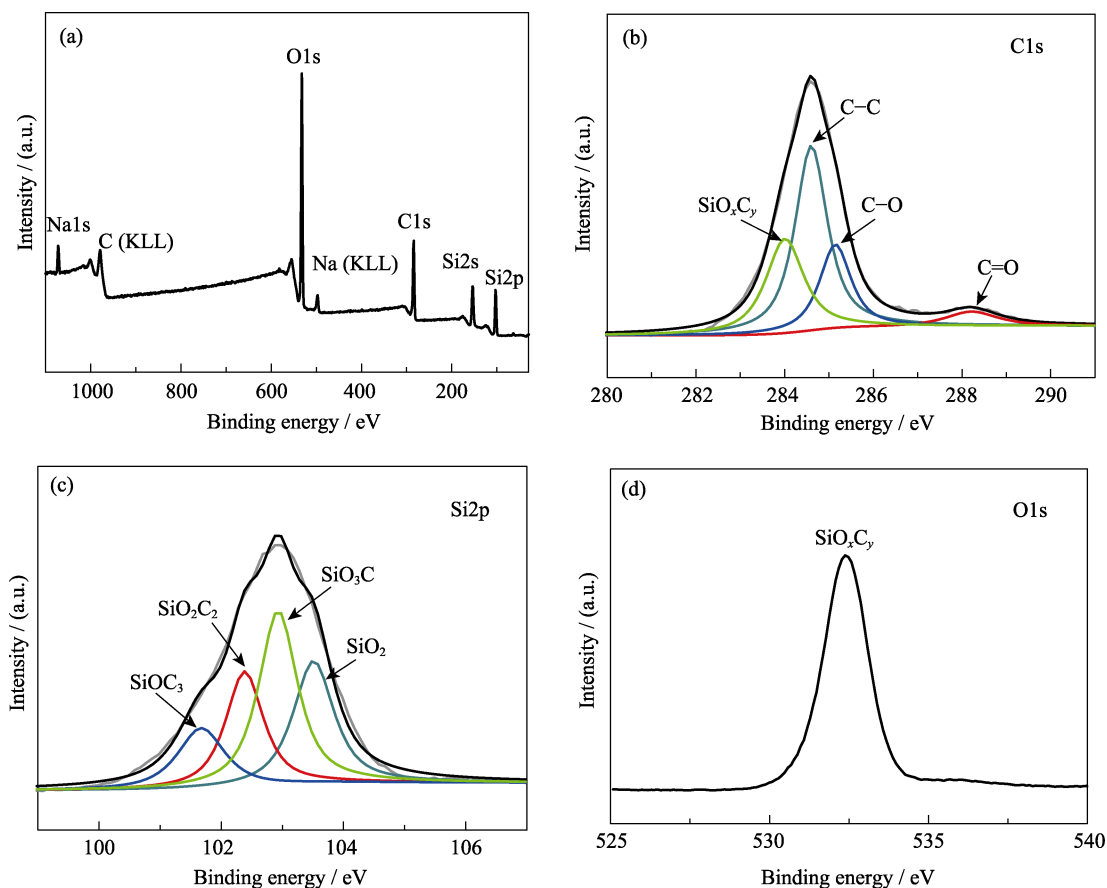 (a)
O1s
Na1s
C (KLL)
Na (KLL)
C1s
Si2s
Si2p
Intensity / (a.u.)
1000 800 600 400 200
Binding energy / eV
(b)
C1s
C−C
SiOxCy
C−O
C=O
Intensity / (a.u.)
280 282 284 286 288 290
Binding energy / eV
(c)
Si2p
SiO3C
SiO2C2
SiO2
SiOC3
Intensity / (a.u.)
100 102 104 106
Binding energy / eV
(d)
O1s
SiOxCy
Intensity / (a.u.)
525 530 535 540
Binding energy / eV